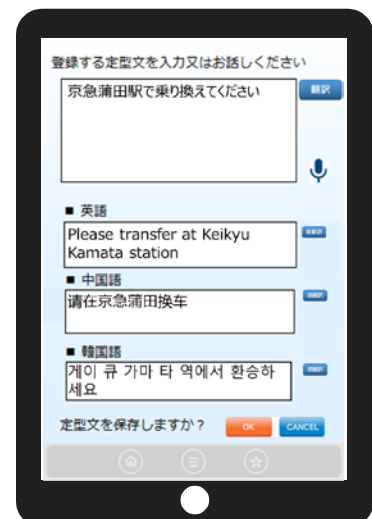 登録する定型文を入力又はお話しください
京急蒲田駅で乗り換えてください
翻訳
■ 英語
Please transfer at Keikyu
Kamata station
■ 中国語
请在京急蒲田换车
■ 韓国語
게이 큐 가마 타 역에서 환승하
세요
定型文を保存しますか？
OK
CANCEL